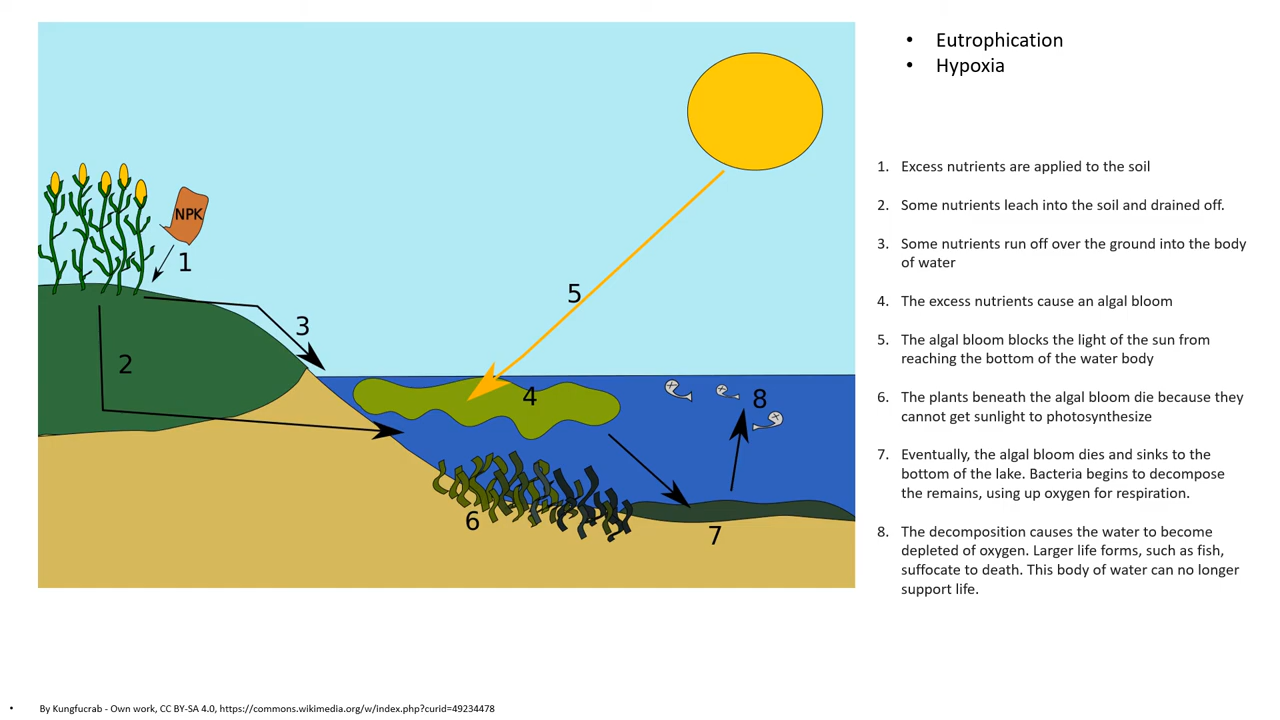 • Eutrophication
• Hypoxia
NPK
1
2
3
4
5
6
7
8
1. Excess nutrients are applied to the soil
2. Some nutrients leach into the soil and drained off.
3. Some nutrients run off over the ground into the body
of water
4. The excess nutrients cause an algal bloom
5. The algal bloom blocks the light of the sun from
reaching the bottom of the water body
6. The plants beneath the algal bloom die because they
cannot get sunlight to photosynthesize
7. Eventually, the algal bloom dies and sinks to the
bottom of the lake. Bacteria begins to decompose
the remains, using up oxygen for respiration.
8. The decomposition causes the water to become
depleted of oxygen. Larger life forms, such as fish,
suffocate to death. This body of water can no longer
support life.
• By Kungfucrab - Own work, CC BY-SA 4.0, https://commons.wikimedia.org/w/index.php?curid=49234478